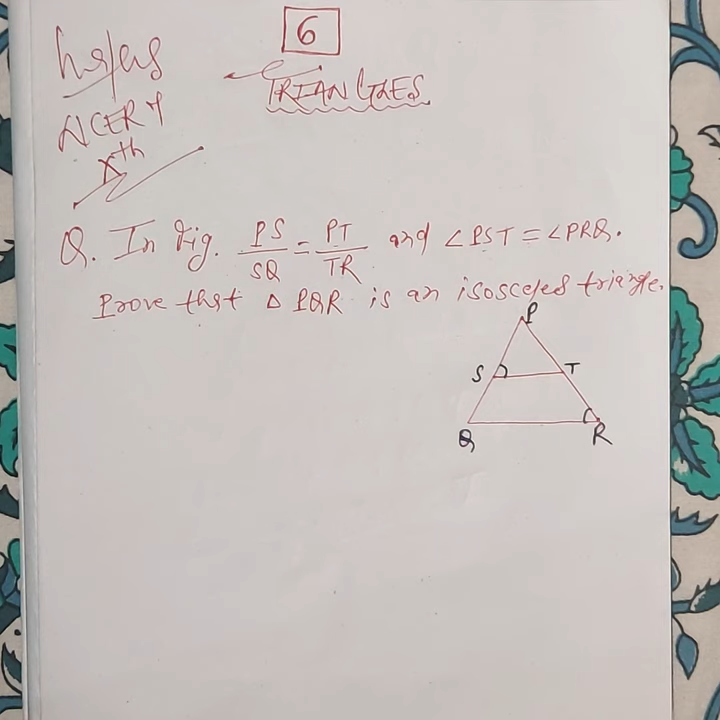 6
TRIANGLES
NCERT
Xth
Q. In Fig. PS/SQ = PT/TR and ∠PST = ∠PRQ.
Prove that △ PQR is an isosceles triangle.
P
S T
Q R